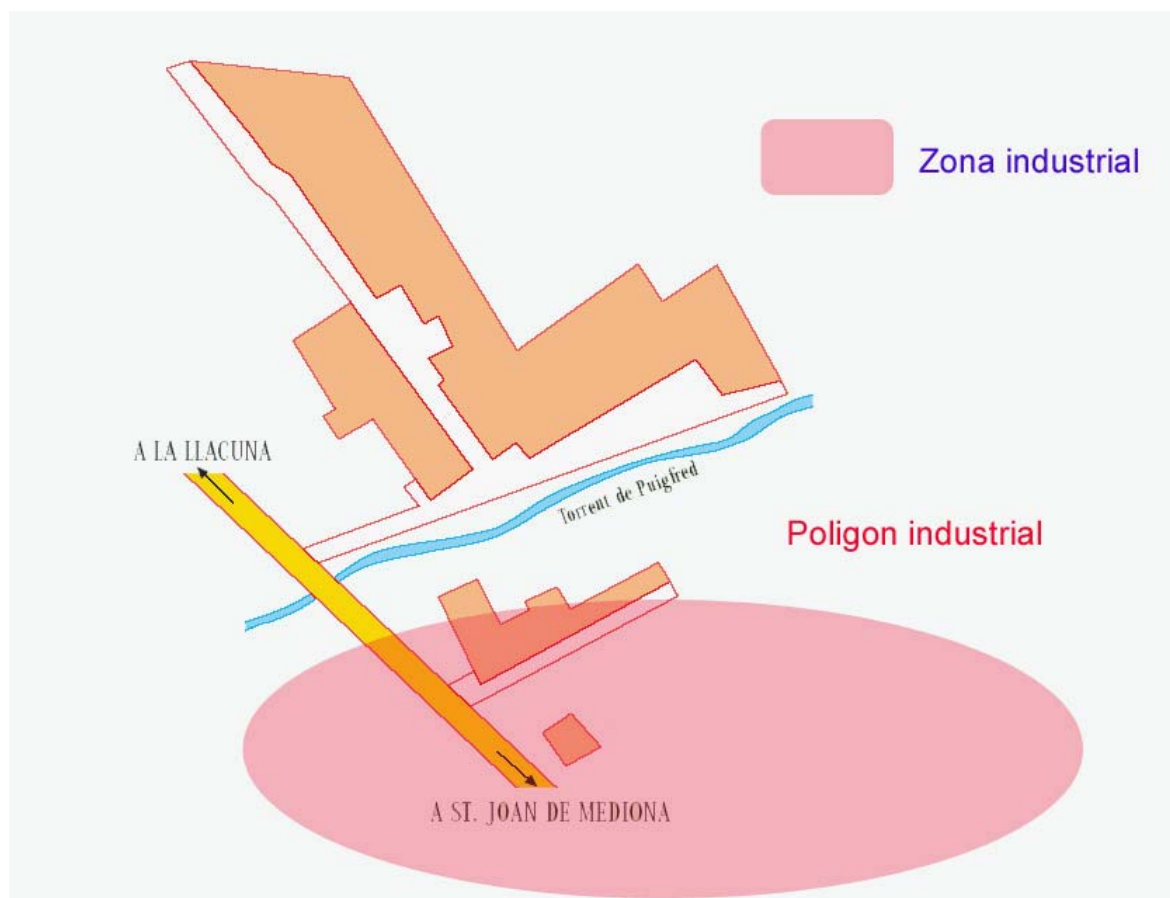 Zona industrial
A LA LLACUNA
Torrent de Puigfred
Poligon industrial
A ST. JOAN DE MEDIONA